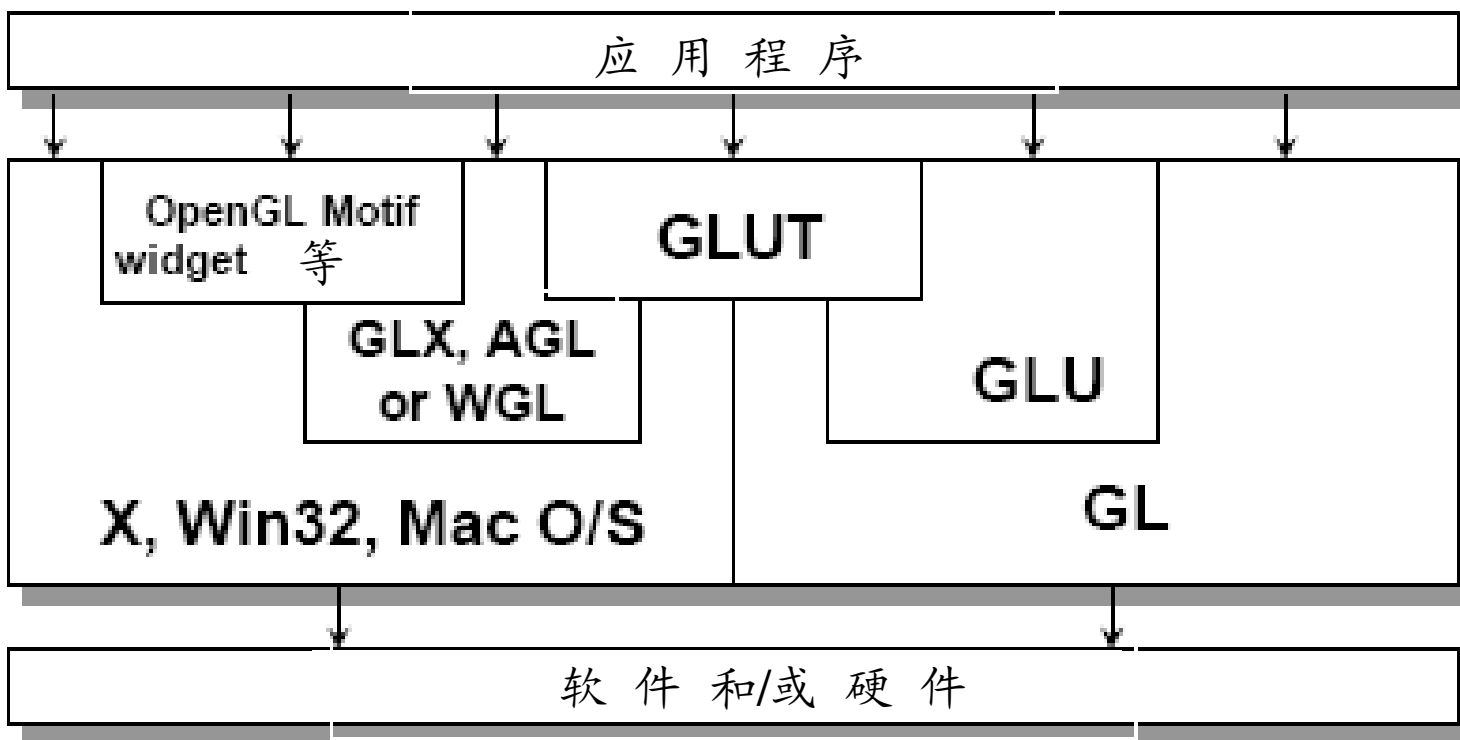 应 用 程 序
OpenGL Motif
widget 等
GLUT
GLX, AGL
or WGL
GLU
X, Win32, Mac O/S
GL
软 件 和/或 硬 件